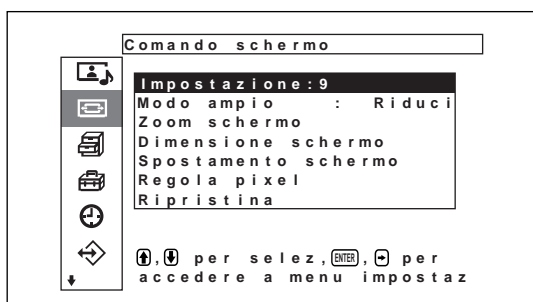 Comando schermo
Impostazione:9
Modo ampio : Riduci
Zoom schermo
Dimensione schermo
Spostamento schermo
Regola pixel
Ripristina
, per selez, ENTER, per
accedere a menu impostaz